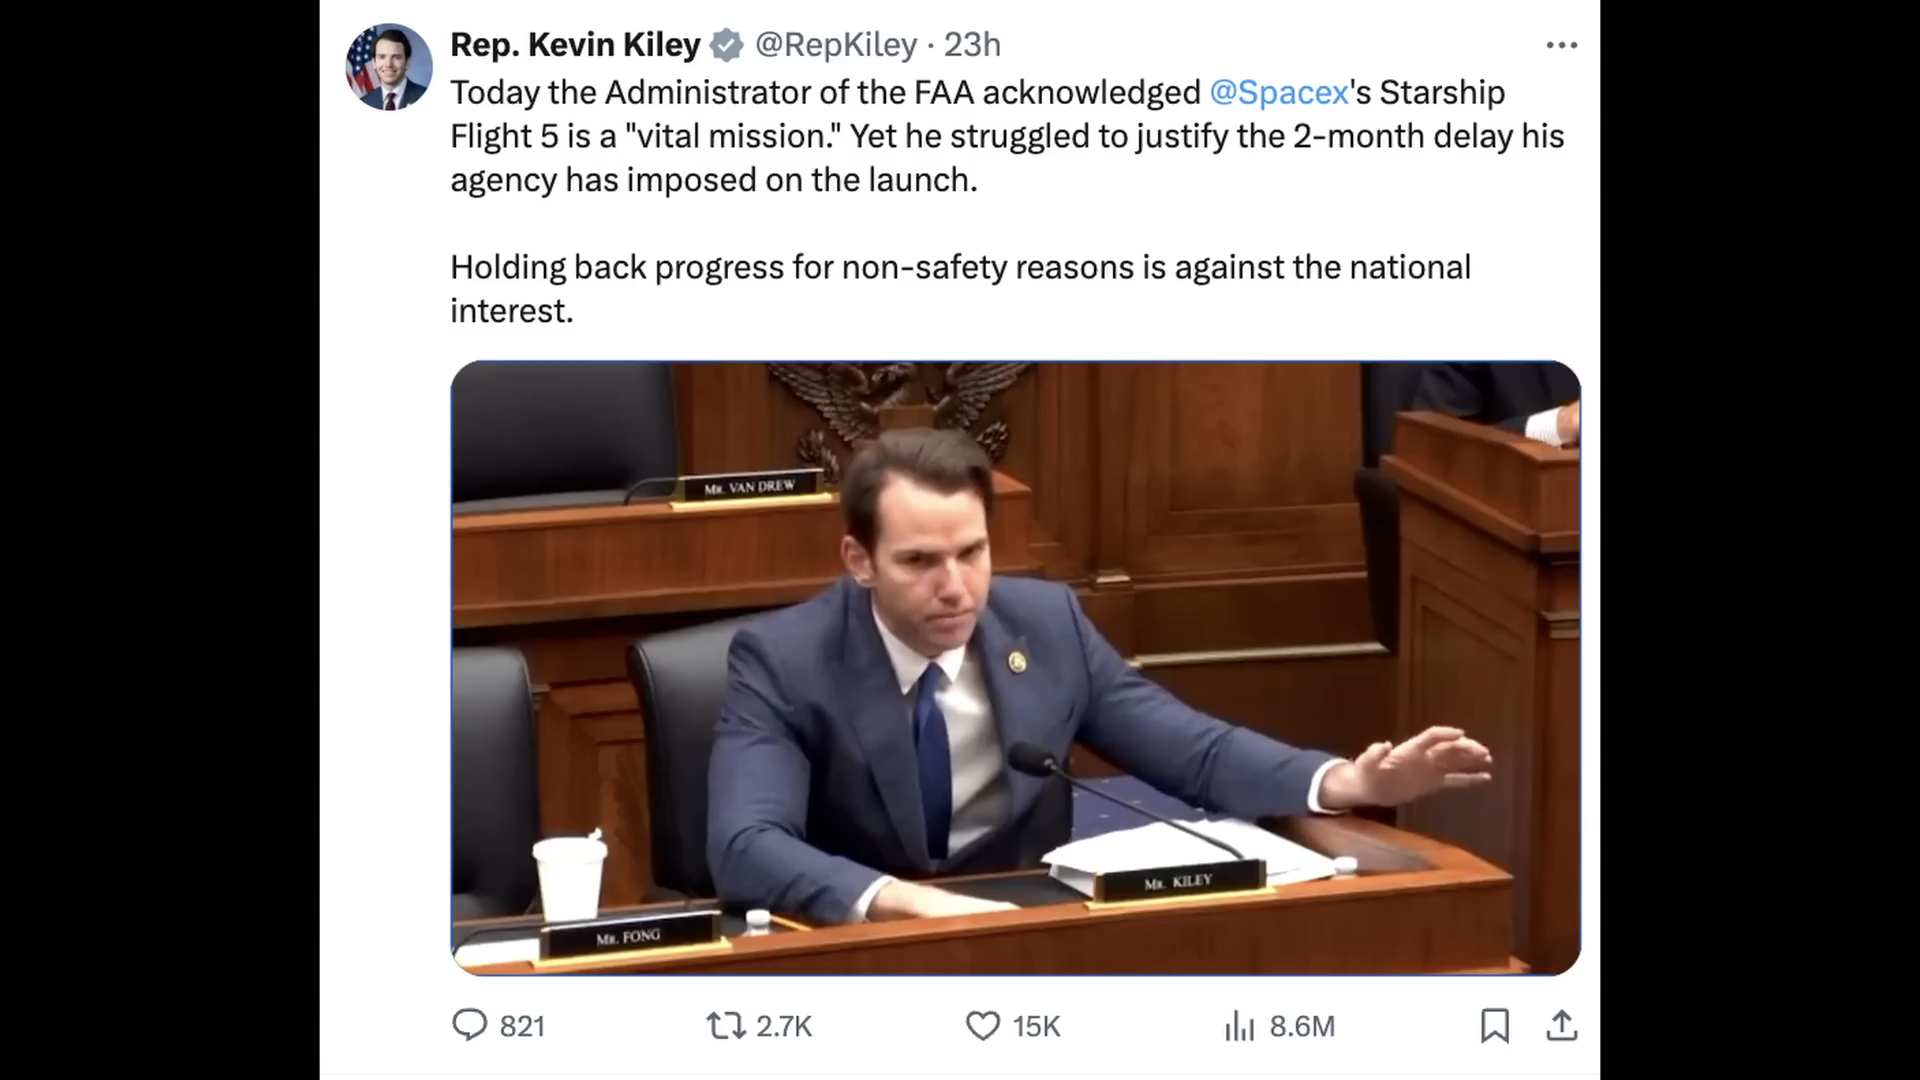 Rep. Kevin Kiley @RepKiley · 23h
Today the Administrator of the FAA acknowledged @Spacex's Starship
Flight 5 is a "vital mission." Yet he struggled to justify the 2-month delay his
agency has imposed on the launch.
Holding back progress for non-safety reasons is against the national
interest.
MR. VAN DREW
MR. KILEY
MR. FONG
821 2.7K 15K 8.6M